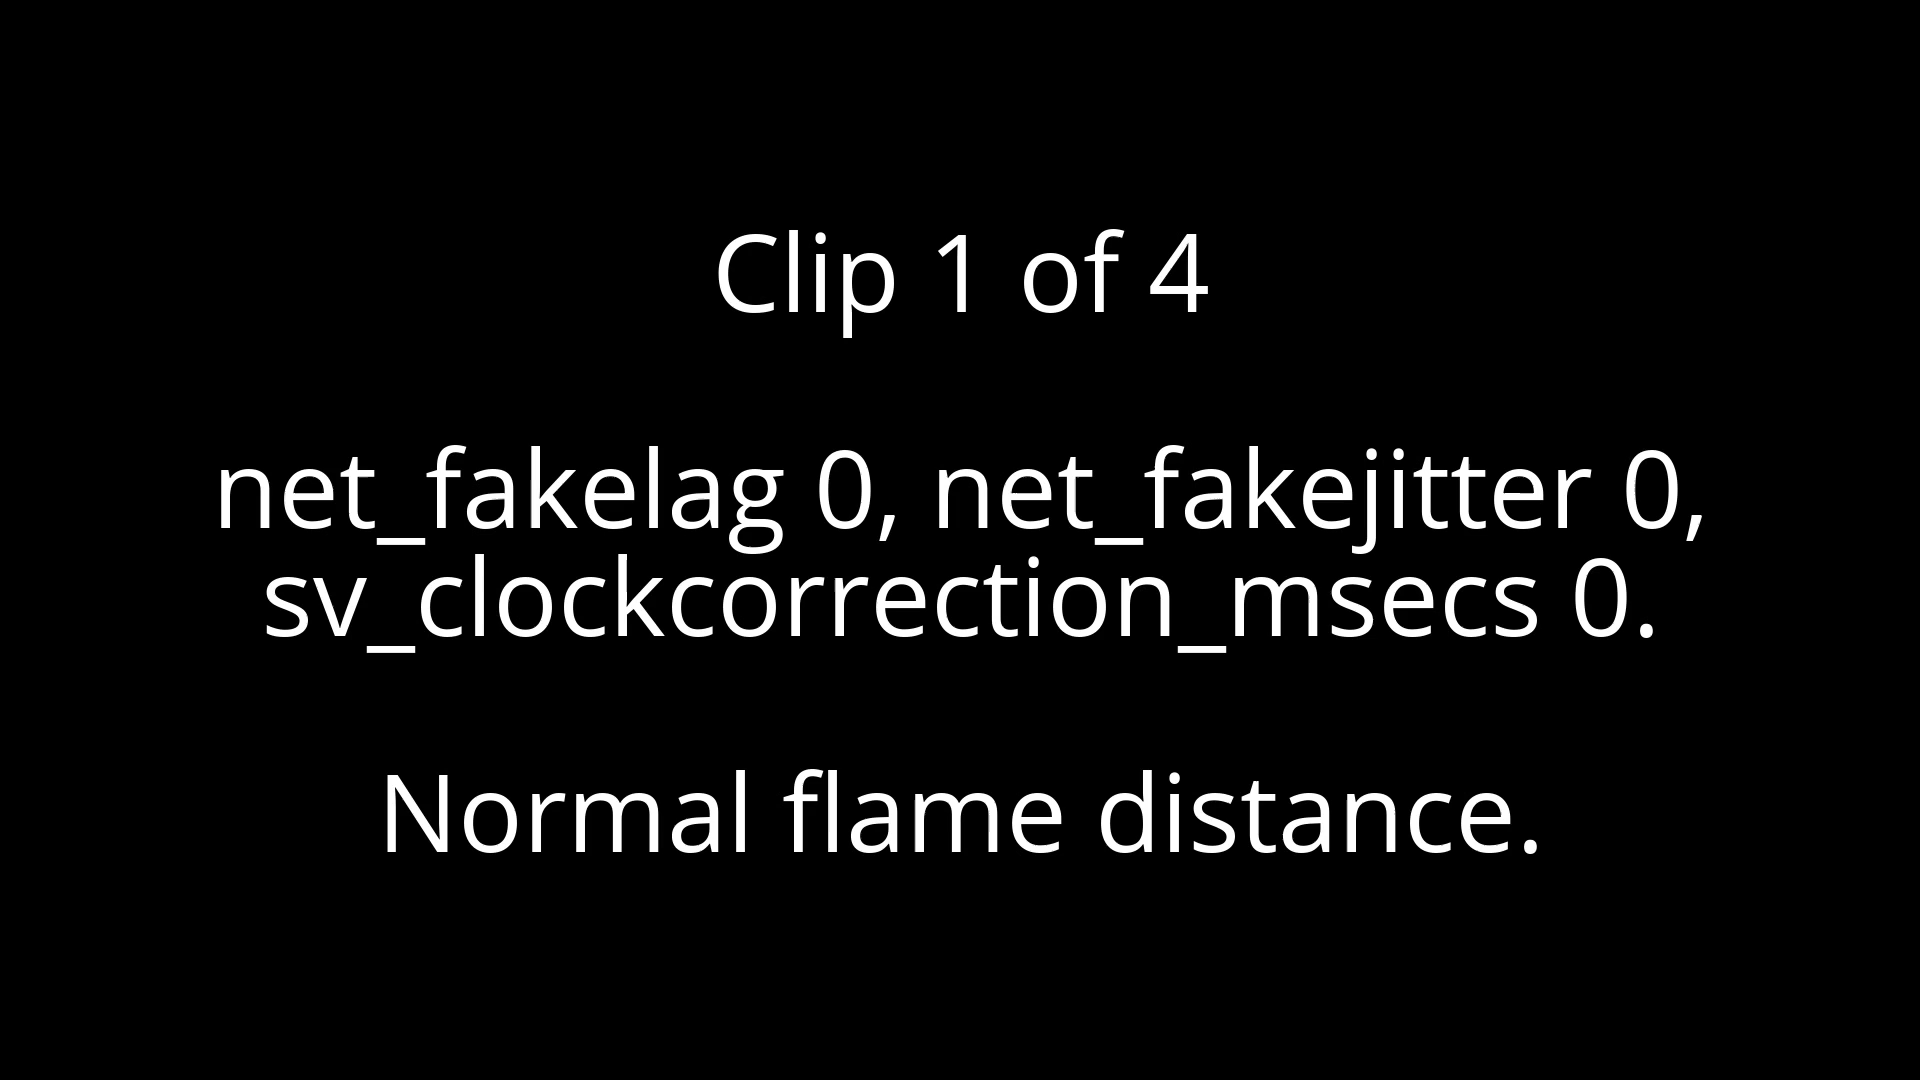 Clip 1 of 4
net_fakelag 0, net_fakejitter 0,
sv_clockcorrection_msecs 0.
Normal flame distance.